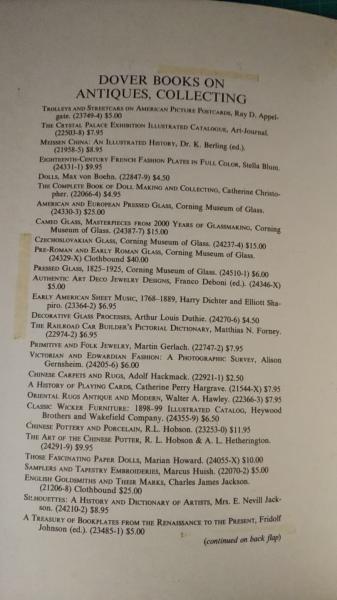 DOVER BOOKS ON
ANTIQUES, COLLECTING
TROLLEYS AND STREETCARS ON AMERICAN PICTURE POSTCARDS, Ray D. Appel-
gate. (23749-4) $5.00
THE CRYSTAL PALACE EXHIBITION ILLUSTRATED CATALOGUE, Art-Journal.
(22503-8) $7.95
MEISSEN CHINA: AN ILLUSTRATED HISTORY, Dr. K. Berling (ed.).
(21958-5) $8.95
EIGHTEENTH-CENTURY FRENCH FASHION PLATES IN FULL COLOR, Stella Blum.
(24331-1) $9.95
DOLLS, Max von Boehn. (22847-9) $4.50
THE COMPLETE BOOK OF DOLL MAKING AND COLLECTING, Catherine Christo-
pher. (22066-4) $4.95
AMERICAN AND EUROPEAN PRESSED GLASS, Corning Museum of Glass.
(24330-3) $25.00
CAMEO GLASS, MASTERPIECES FROM 2000 YEARS OF GLASSMAKING, Corning
Museum of Glass. (24387-7) $15.00
CZECHOSLOVAKIAN GLASS, Corning Museum of Glass. (24237-4) $15.00
PRE-ROMAN AND EARLY ROMAN GLASS, Corning Museum of Glass.
(24329-X) Clothbound $40.00
PRESSED GLASS, 1825-1925, Corning Museum of Glass. (24510-1) $6.00
AUTHENTIC ART DECO JEWELRY DESIGNS, Franco Deboni (ed.). (24346-X)
$5.00
EARLY AMERICAN SHEET MUSIC, 1768-1889, Harry Dichter and Elliott Sha-
piro. (23364-2) $6.95
DECORATIVE GLASS PROCESSES, Arthur Louis Duthie. (24270-6) $4.50
THE RAILROAD CAR BUILDER'S PICTORIAL DICTIONARY, Matthias N. Forney.
(22974-2) $6.95
PRIMITIVE AND FOLK JEWELRY, Martin Gerlach. (22747-2) $7.95
VICTORIAN AND EDWARDIAN FASHION: A PHOTOGRAPHIC SURVEY, Alison
Gernsheim. (24205-6) $6.00
CHINESE CARPETS AND RUGS, Adolf Hackmack. (22921-1) $2.50
A HISTORY OF PLAYING CARDS, Catherine Perry Hargrave. (21544-X) $7.95
ORIENTAL RUGS ANTIQUE AND MODERN, Walter A. Hawley. (22366-3) $7.95
CLASSIC WICKER FURNITURE: 1898-99 ILLUSTRATED CATALOG, Heywood
Brothers and Wakefield Company. (24355-9) $6.50
CHINESE POTTERY AND PORCELAIN, R.L. Hobson. (23253-0) $11.95
THE ART OF THE CHINESE POTTER, R. L. Hobson & A. L. Hetherington.
(24291-9) $9.95
THOSE FASCINATING PAPER DOLLS, Marian Howard. (24055-X) $10.00
SAMPLERS AND TAPESTRY EMBROIDERIES, Marcus Huish. (22070-2) $5.00
ENGLISH GOLDSMITHS AND THEIR MARKS, Charles James Jackson.
(21206-8) Clothbound $25.00
SILHOUETTES: A HISTORY AND DICTIONARY OF ARTISTS, Mrs. E. Nevill Jack-
son. (24210-2) $8.95
A TREASURY OF BOOKPLATES FROM THE RENAISSANCE TO THE PRESENT, Fridolf
Johnson (ed.). (23485-1) $5.00
(continued on back flap)